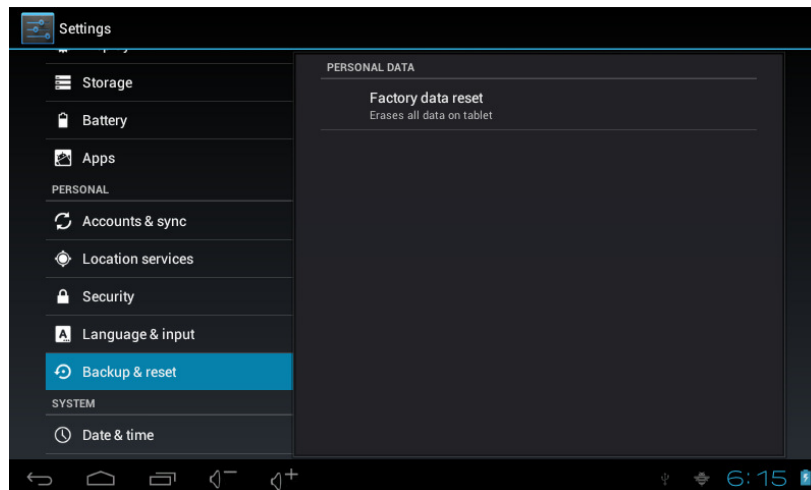 Settings
Storage
Battery
Apps
PERSONAL
Accounts & sync
Location services
Security
Language & input
Backup & reset
SYSTEM
Date & time
PERSONAL DATA
Factory data reset
Erases all data on tablet
6:15